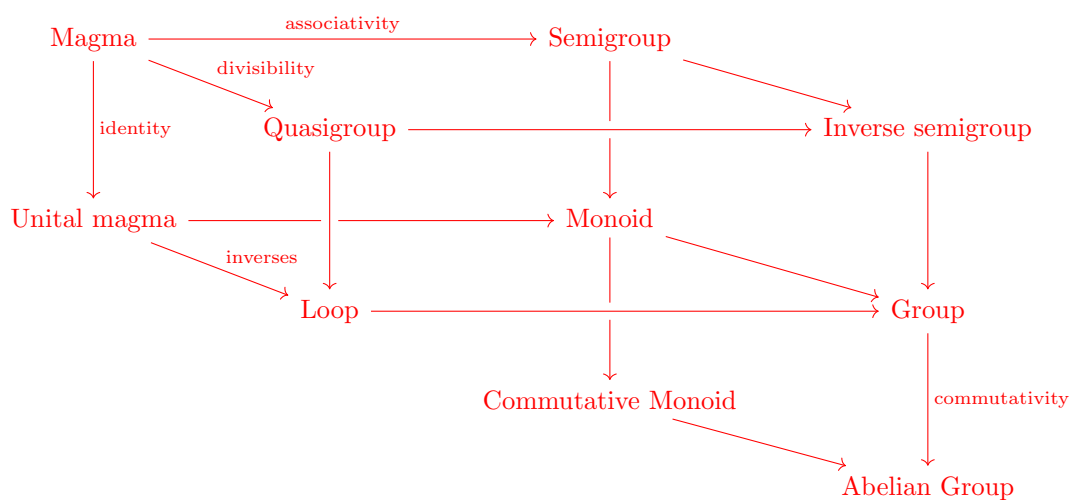 associativity
Magma
Semigroup
divisibility
identity
Quasigroup
Inverse semigroup
Unital magma
Monoid
inverses
Loop
Group
Commutative Monoid
commutativity
Abelian Group